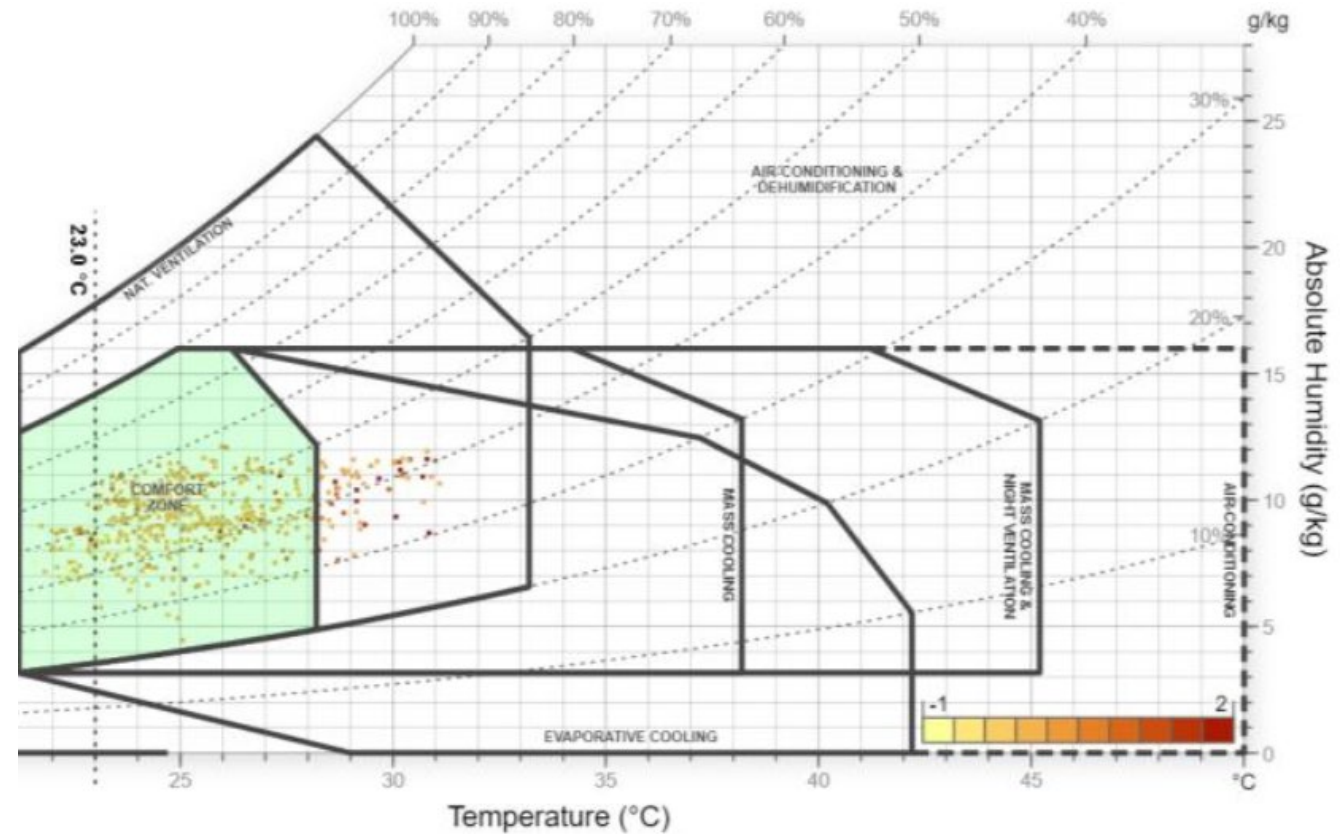 100% 90% 80% 70% 60% 50% 40% g/kg
30%
25
AIR-CONDITIONING &
DEHUMIDIFICATION
23.0 °C
NAT. VENTILATION
20
20%
15
COMFORT
ZONE
10
MASS COOLING
MASS COOLING &
NIGHT VENTILATION
AIR-CONDITIONING
10%
5
-1 2
EVAPORATIVE COOLING
0
25 30 35 40 45 °C
Temperature (°C)
Absolute Humidity (g/kg)